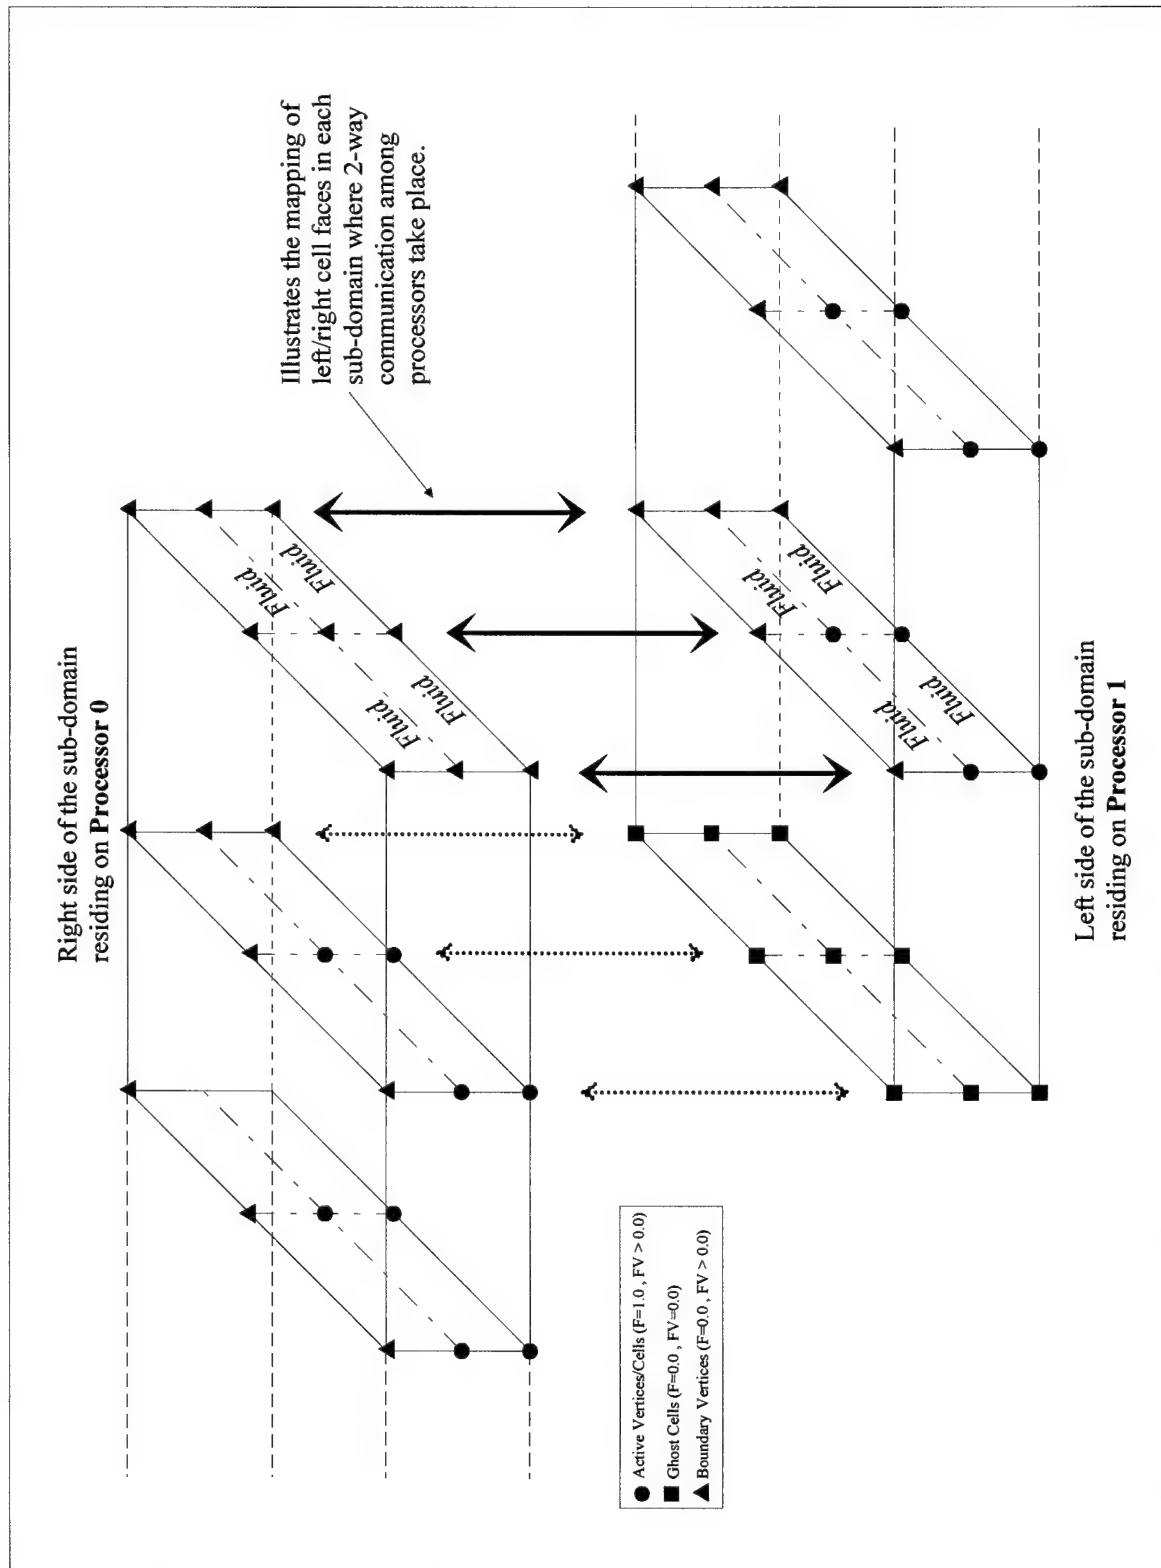 Right side of the sub-domain
residing on Processor 0
Illustrates the mapping of
left/right cell faces in each
sub-domain where 2-way
communication among
processors take place.
Fluid
Fluid
Fluid
Fluid
Fluid
Fluid
Fluid
Fluid
Active Vertices/Cells (F=1.0 , FV > 0.0)
Ghost Cells (F=0.0 , FV=0.0)
Boundary Vertices (F=0.0 , FV > 0.0)
Left side of the sub-domain
residing on Processor 1